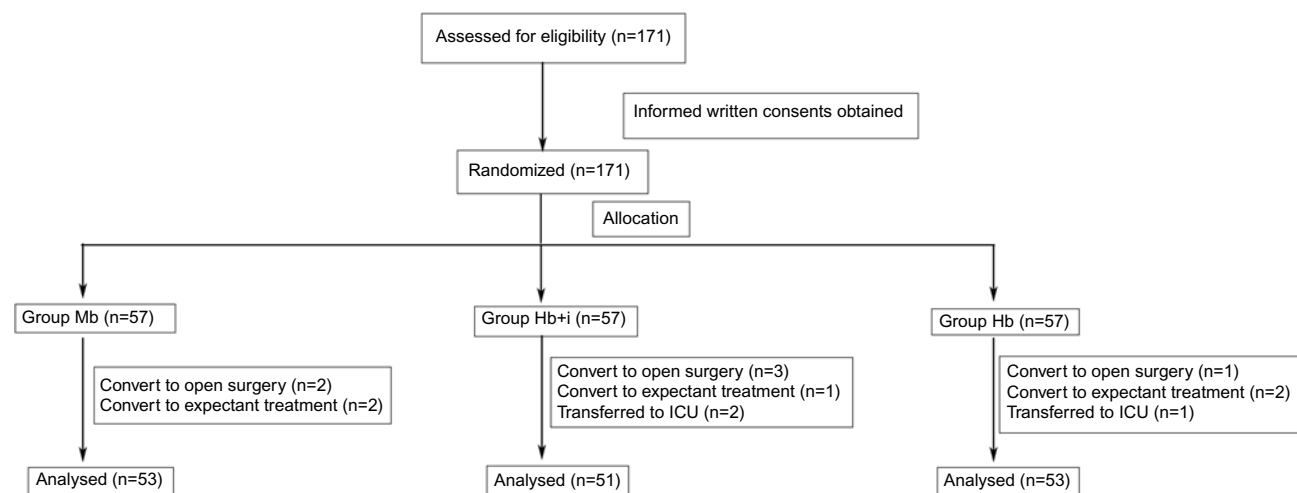 Assessed for eligibility (n=171)
Informed written consents obtained
Randomized (n=171)
Allocation
Group Mb (n=57)
Group Hb+i (n=57)
Group Hb (n=57)
Convert to open surgery (n=2)
Convert to expectant treatment (n=2)
Convert to open surgery (n=3)
Convert to expectant treatment (n=1)
Transferred to ICU (n=2)
Convert to open surgery (n=1)
Convert to expectant treatment (n=2)
Transferred to ICU (n=1)
Analysed (n=53)
Analysed (n=51)
Analysed (n=53)